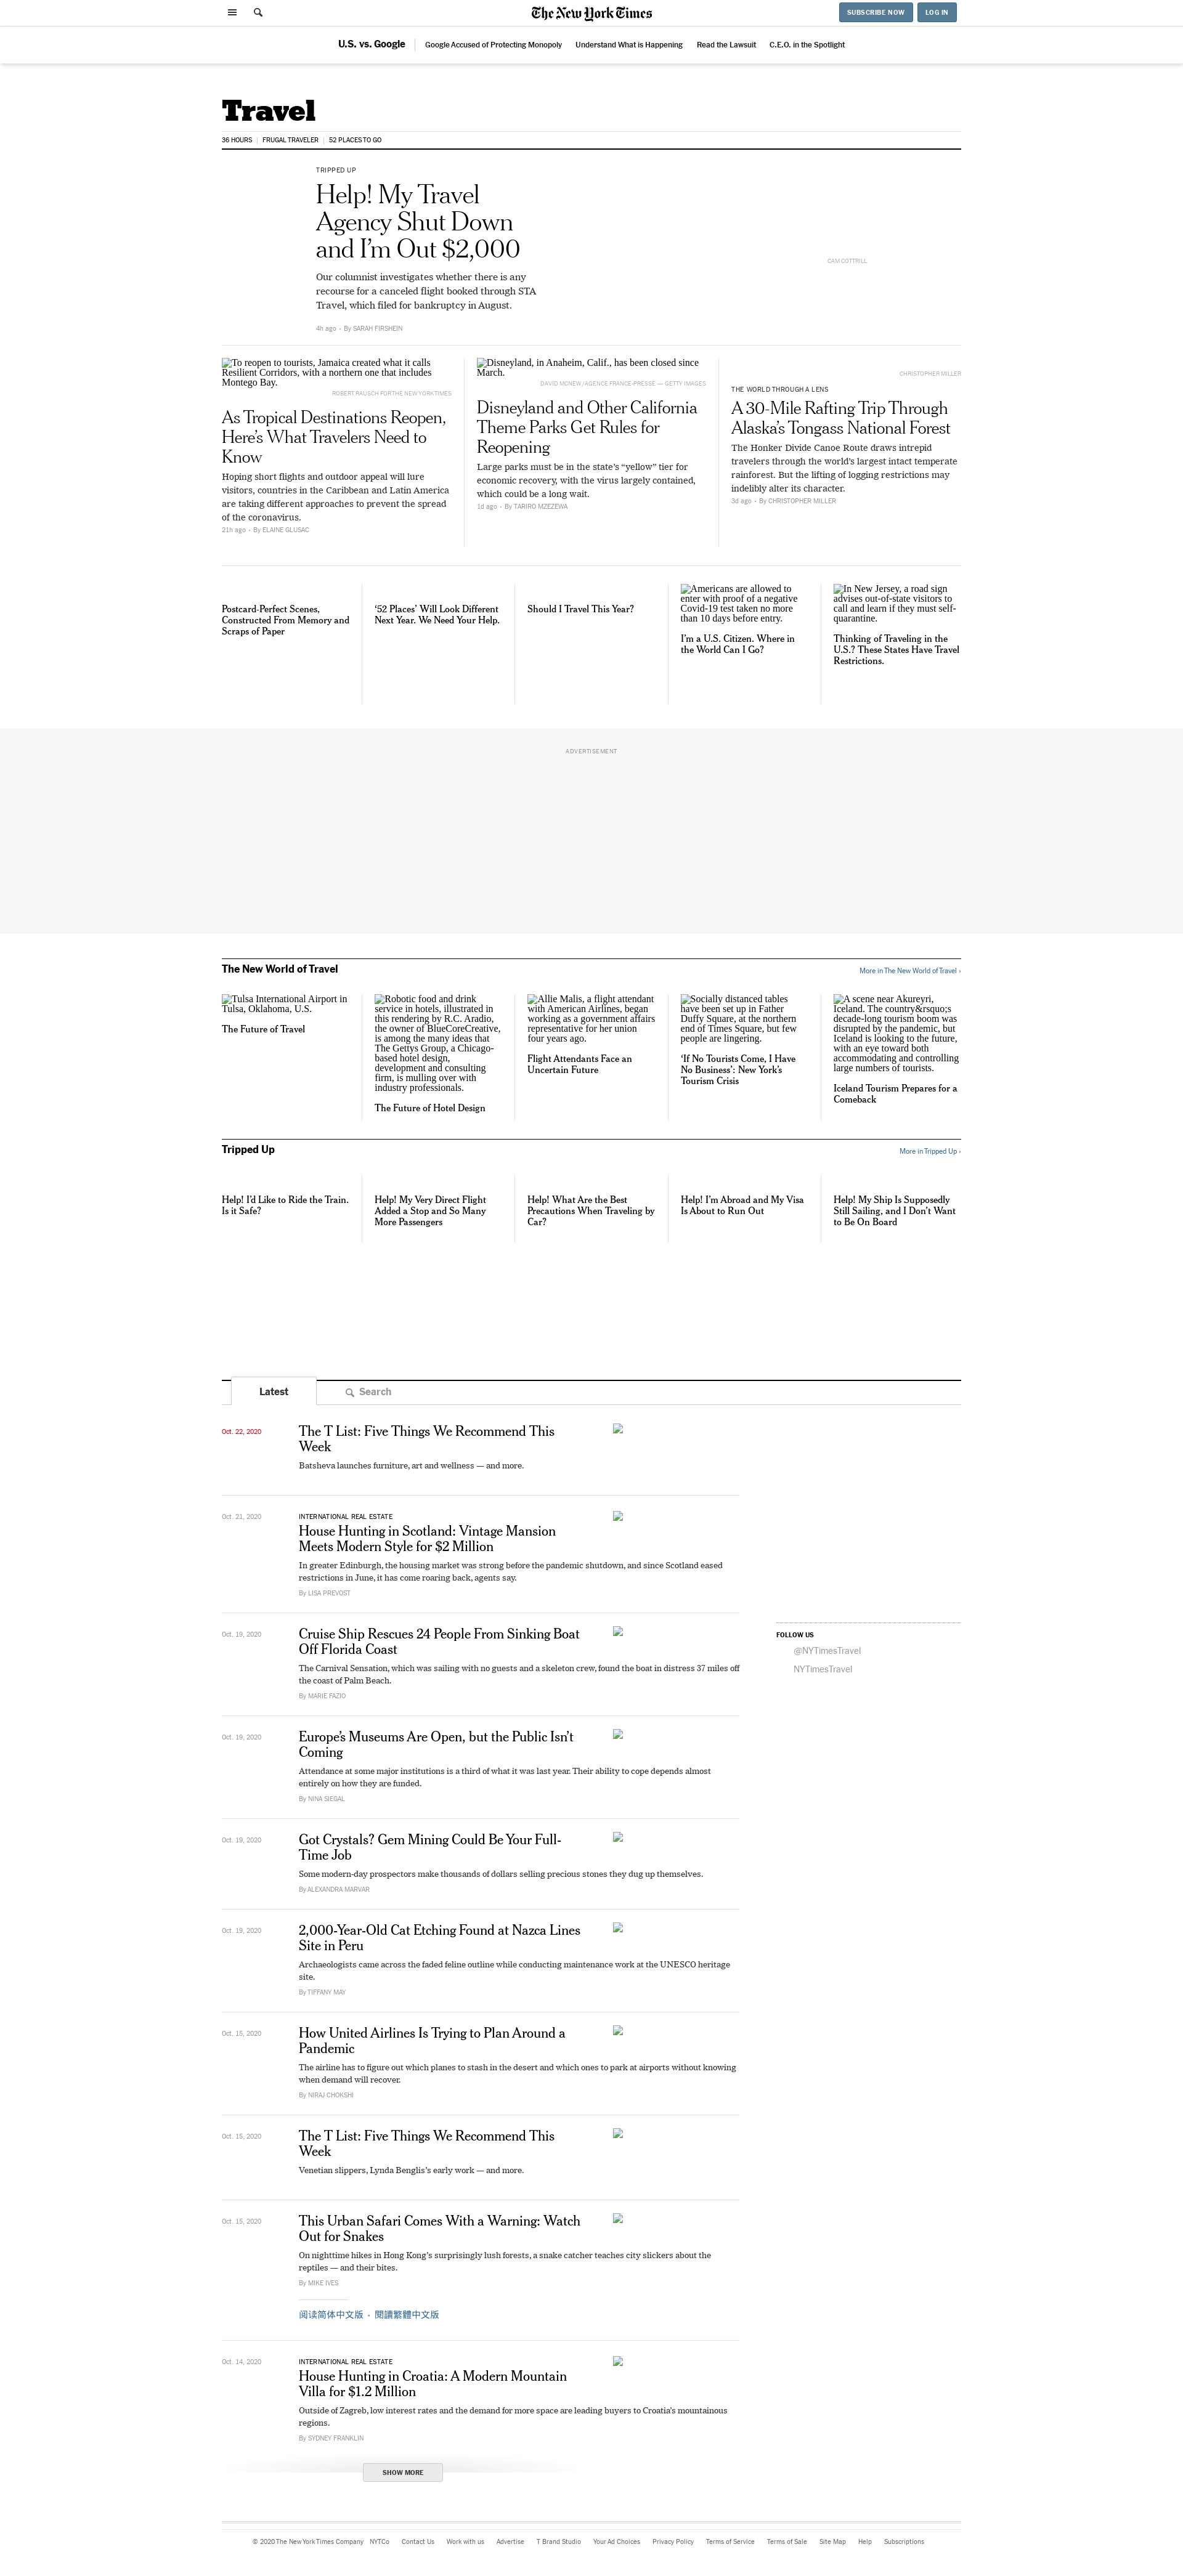 The New York Times
SUBSCRIBE NOW
LOG IN
U.S. vs. Google
Google Accused of Protecting Monopoly
Understand What is Happening
Read the Lawsuit
C.E.O. in the Spotlight
Travel
36 HOURS
FRUGAL TRAVELER
52 PLACES TO GO
TRIPPED UP
Help! My Travel
Agency Shut Down
and I’m Out $2,000
Our columnist investigates whether there is any
recourse for a canceled flight booked through STA
Travel, which filed for bankruptcy in August.
4h ago • By SARAH FIRSHEIN
CAM COTTRILL
To reopen to tourists, Jamaica created what it calls
Resilient Corridors, with a northern one that includes
Montego Bay.
ROBERT RAUSCH FOR THE NEW YORK TIMES
As Tropical Destinations Reopen,
Here’s What Travelers Need to
Know
Hoping short flights and outdoor appeal will lure
visitors, countries in the Caribbean and Latin America
are taking different approaches to prevent the spread
of the coronavirus.
21h ago • By ELAINE GLUSAC
Disneyland, in Anaheim, Calif., has been closed since
March.
DAVID MCNEW/AGENCE FRANCE-PRESSE — GETTY IMAGES
Disneyland and Other California
Theme Parks Get Rules for
Reopening
Large parks must be in the state’s “yellow” tier for
economic recovery, with the virus largely contained,
which could be a long wait.
1d ago • By TARIRO MZEZEWA
CHRISTOPHER MILLER
THE WORLD THROUGH A LENS
A 30-Mile Rafting Trip Through
Alaska’s Tongass National Forest
The Honker Divide Canoe Route draws intrepid
travelers through the world’s largest intact temperate
rainforest. But the lifting of logging restrictions may
indelibly alter its character.
3d ago • By CHRISTOPHER MILLER
Postcard-Perfect Scenes,
Constructed From Memory and
Scraps of Paper
‘52 Places’ Will Look Different
Next Year. We Need Your Help.
Should I Travel This Year?
Americans are allowed to
enter with proof of a negative
Covid-19 test taken no more
than 10 days before entry.
I’m a U.S. Citizen. Where in
the World Can I Go?
In New Jersey, a road sign
advises out-of-state visitors to
call and learn if they must self-
quarantine.
Thinking of Traveling in the
U.S.? These States Have Travel
Restrictions.
ADVERTISEMENT
The New World of Travel
More in The New World of Travel ›
Tulsa International Airport in
Tulsa, Oklahoma, U.S.
The Future of Travel
Robotic food and drink
service in hotels, illustrated in
this rendering by R.C. Aradio,
the owner of BlueCoreCreative,
is among the many ideas that
The Gettys Group, a Chicago-
based hotel design,
development and consulting
firm, is mulling over with
industry professionals.
The Future of Hotel Design
Allie Malis, a flight attendant
with American Airlines, began
working as a government affairs
representative for her union
four years ago.
Flight Attendants Face an
Uncertain Future
Socially distanced tables
have been set up in Father
Duffy Square, at the northern
end of Times Square, but few
people are lingering.
‘If No Tourists Come, I Have
No Business’: New York’s
Tourism Crisis
A scene near Akureyri,
Iceland. The country&rsquo;s
decade-long tourism boom was
disrupted by the pandemic, but
Iceland is looking to the future,
with an eye toward both
accommodating and controlling
large numbers of tourists.
Iceland Tourism Prepares for a
Comeback
Tripped Up
More in Tripped Up ›
Help! I’d Like to Ride the Train.
Is it Safe?
Help! My Very Direct Flight
Added a Stop and So Many
More Passengers
Help! What Are the Best
Precautions When Traveling by
Car?
Help! I’m Abroad and My Visa
Is About to Run Out
Help! My Ship Is Supposedly
Still Sailing, and I Don’t Want
to Be On Board
Latest
Search
Oct. 22, 2020
The T List: Five Things We Recommend This
Week
Batsheva launches furniture, art and wellness — and more.
Oct. 21, 2020
INTERNATIONAL REAL ESTATE
House Hunting in Scotland: Vintage Mansion
Meets Modern Style for $2 Million
In greater Edinburgh, the housing market was strong before the pandemic shutdown, and since Scotland eased
restrictions in June, it has come roaring back, agents say.
By LISA PREVOST
Oct. 19, 2020
Cruise Ship Rescues 24 People From Sinking Boat
Off Florida Coast
The Carnival Sensation, which was sailing with no guests and a skeleton crew, found the boat in distress 37 miles off
the coast of Palm Beach.
By MARIE FAZIO
FOLLOW US
@NYTimesTravel
NYTimesTravel
Oct. 19, 2020
Europe’s Museums Are Open, but the Public Isn’t
Coming
Attendance at some major institutions is a third of what it was last year. Their ability to cope depends almost
entirely on how they are funded.
By NINA SIEGAL
Oct. 19, 2020
Got Crystals? Gem Mining Could Be Your Full-
Time Job
Some modern-day prospectors make thousands of dollars selling precious stones they dug up themselves.
By ALEXANDRA MARVAR
Oct. 19, 2020
2,000-Year-Old Cat Etching Found at Nazca Lines
Site in Peru
Archaeologists came across the faded feline outline while conducting maintenance work at the UNESCO heritage
site.
By TIFFANY MAY
Oct. 15, 2020
How United Airlines Is Trying to Plan Around a
Pandemic
The airline has to figure out which planes to stash in the desert and which ones to park at airports without knowing
when demand will recover.
By NIRAJ CHOKSHI
Oct. 15, 2020
The T List: Five Things We Recommend This
Week
Venetian slippers, Lynda Benglis’s early work — and more.
Oct. 15, 2020
This Urban Safari Comes With a Warning: Watch
Out for Snakes
On nighttime hikes in Hong Kong’s surprisingly lush forests, a snake catcher teaches city slickers about the
reptiles — and their bites.
By MIKE IVES
阅读简体中文版 • 閱讀繁體中文版
Oct. 14, 2020
INTERNATIONAL REAL ESTATE
House Hunting in Croatia: A Modern Mountain
Villa for $1.2 Million
Outside of Zagreb, low interest rates and the demand for more space are leading buyers to Croatia’s mountainous
regions.
By SYDNEY FRANKLIN
SHOW MORE
© 2020 The New York Times Company
NYTCo
Contact Us
Work with us
Advertise
T Brand Studio
Your Ad Choices
Privacy Policy
Terms of Service
Terms of Sale
Site Map
Help
Subscriptions